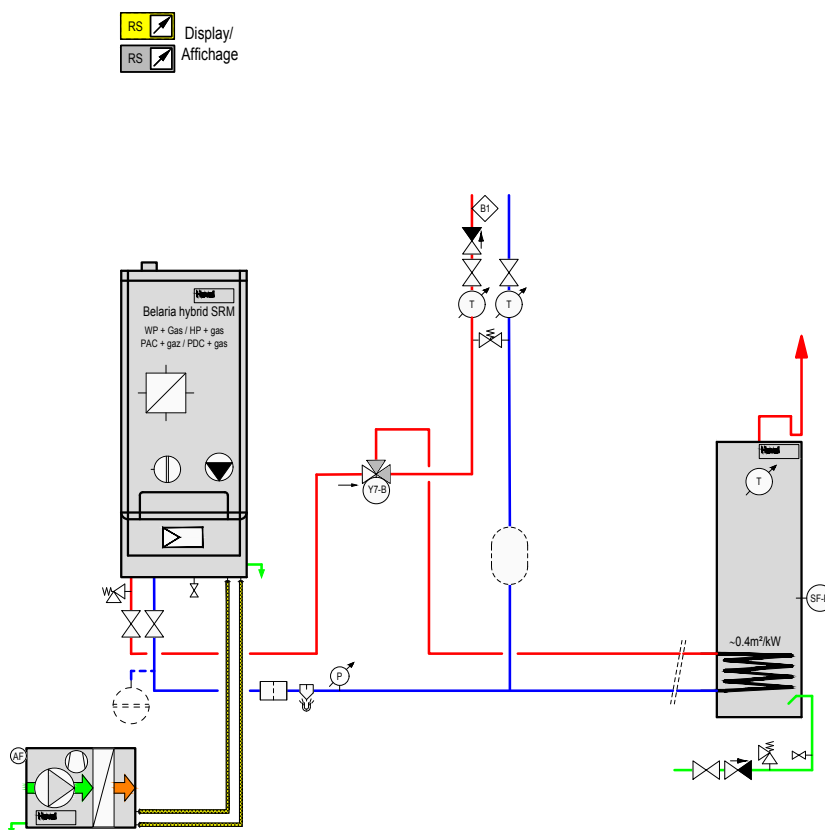 RS
Display/
RS
Affichage
B1
T
T
Hoval
Belaria hybrid SRM
WP + Gas / HP + gas
PAC + gaz / PDC + gas
Hoval
T
Y7-B
~0.4m²/kW
P
AF
Hoval